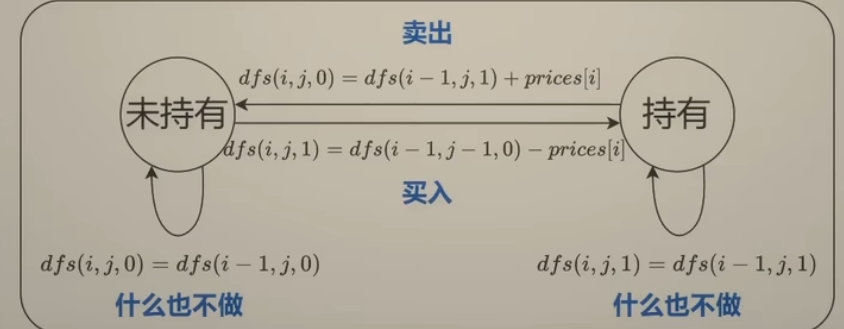 卖出
dfs(i, j, 0) = dfs(i − 1, j, 1) + prices[i]
未持有
持有
dfs(i, j, 1) = dfs(i − 1, j − 1, 0) − prices[i]
买入
dfs(i, j, 0) = dfs(i − 1, j, 0)
dfs(i, j, 1) = dfs(i − 1, j, 1)
什么也不做
什么也不做